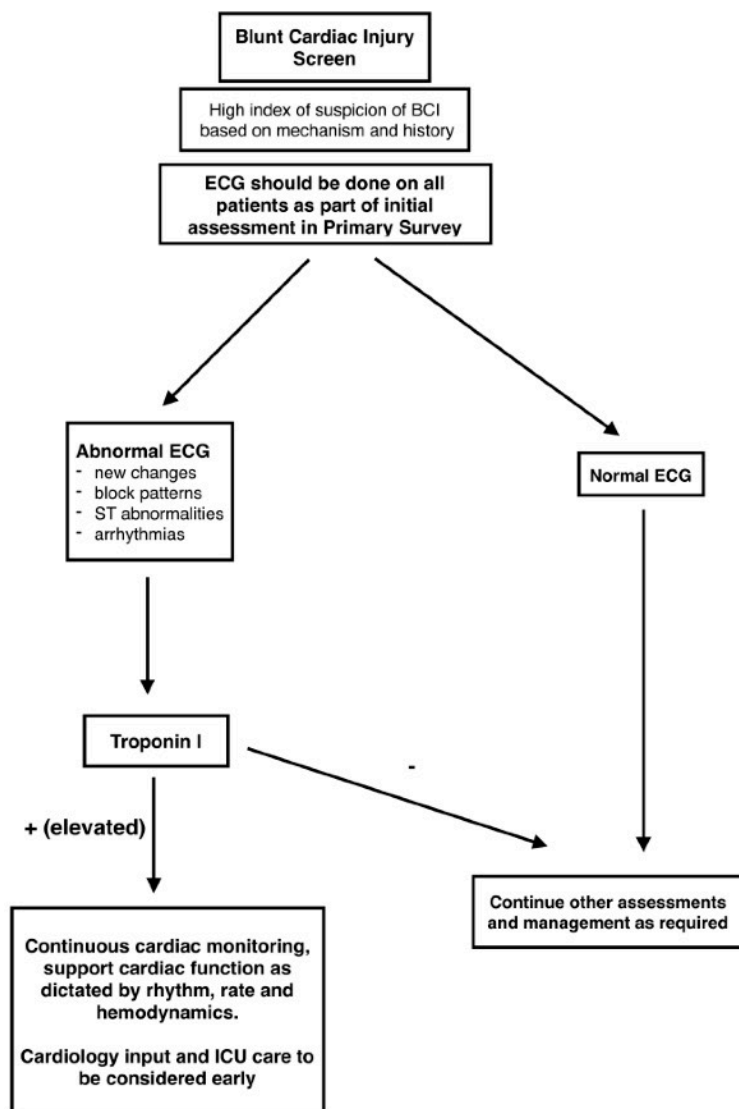 Blunt Cardiac Injury
Screen
High index of suspicion of BCI
based on mechanism and history
ECG should be done on all
patients as part of initial
assessment in Primary Survey
Abnormal ECG
- new changes
- block patterns
- ST abnormalities
- arrhythmias
Normal ECG
Troponin I
-
+ (elevated)
Continue other assessments
and management as required
Continuous cardiac monitoring,
support cardiac function as
dictated by rhythm, rate and
hemodynamics.
Cardiology input and ICU care to
be considered early